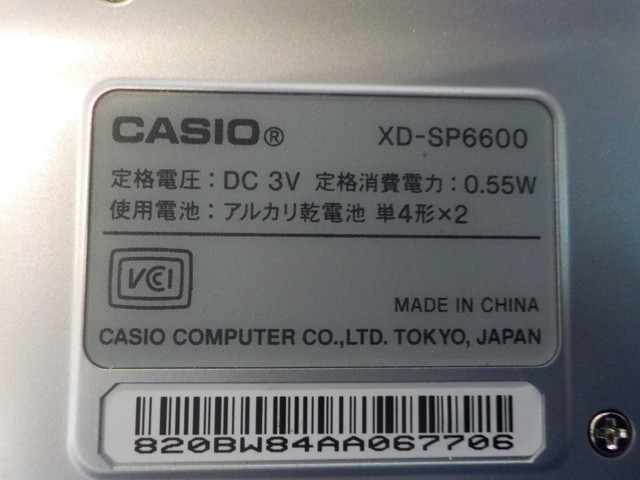 CASIO® XD-SP6600
定格電圧：DC 3V 定格消費電力：0.55W
使用電池：アルカリ乾電池 単4形×2
VCCI
MADE IN CHINA
CASIO COMPUTER CO.,LTD. TOKYO, JAPAN
820BW84AA067706